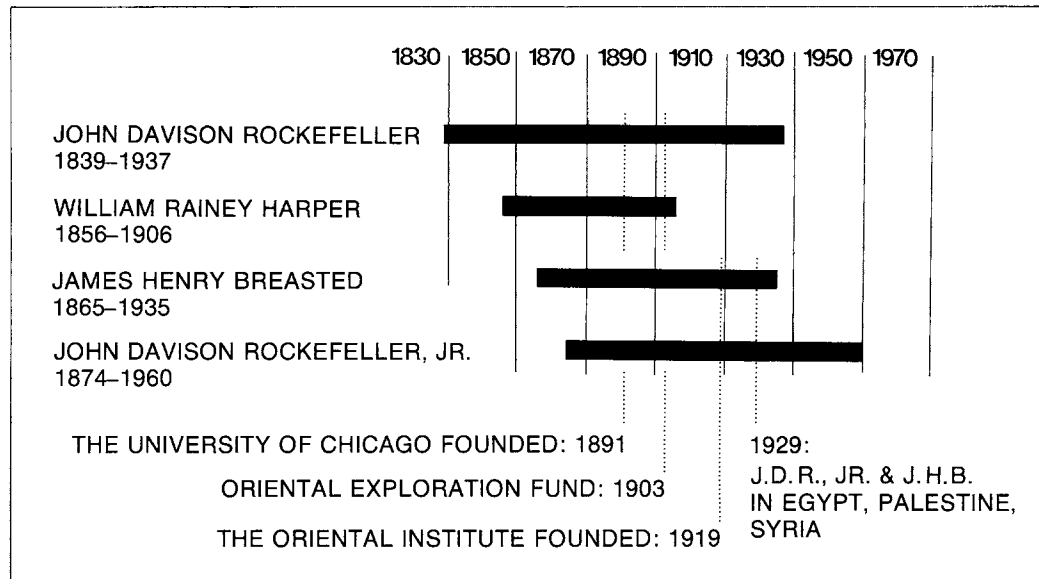 1830 1850 1870 1890 1910 1930 1950 1970
JOHN DAVISON ROCKEFELLER
1839–1937
WILLIAM RAINEY HARPER
1856–1906
JAMES HENRY BREASTED
1865–1935
JOHN DAVISON ROCKEFELLER, JR.
1874–1960
THE UNIVERSITY OF CHICAGO FOUNDED: 1891
ORIENTAL EXPLORATION FUND: 1903
THE ORIENTAL INSTITUTE FOUNDED: 1919
1929:
J.D.R., JR. & J.H.B.
IN EGYPT, PALESTINE,
SYRIA